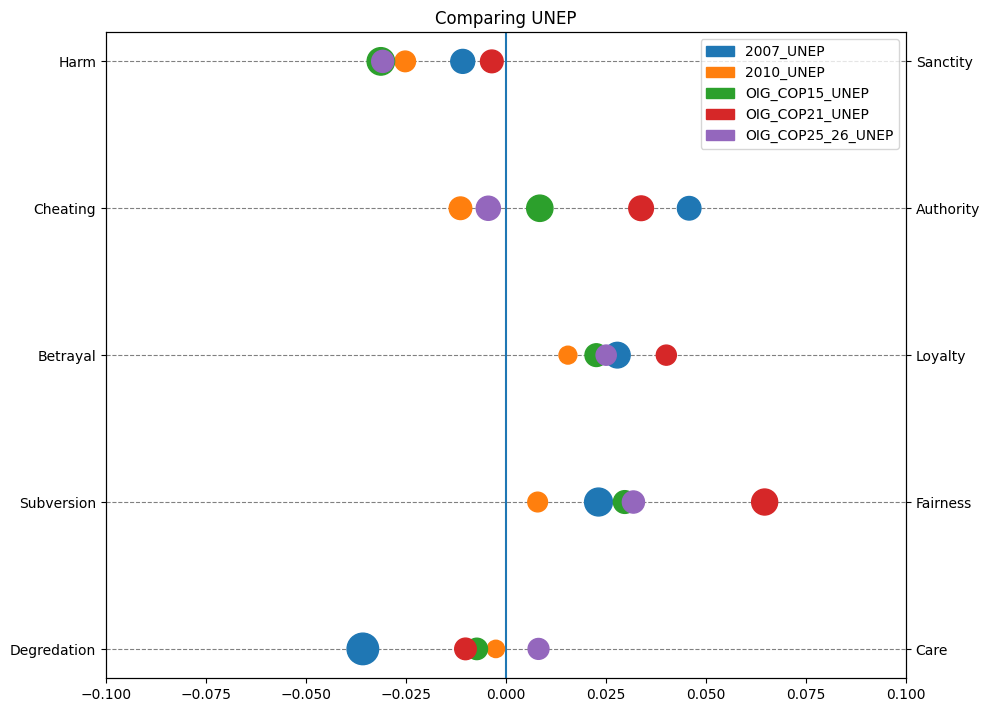 Comparing UNEP
Harm
Sanctity
2007_UNEP
2010_UNEP
OIG_COP15_UNEP
OIG_COP21_UNEP
OIG_COP25_26_UNEP
Cheating
Authority
Betrayal
Loyalty
Subversion
Fairness
Degredation
Care
−0.100 −0.075 −0.050 −0.025 0.000 0.025 0.050 0.075 0.100